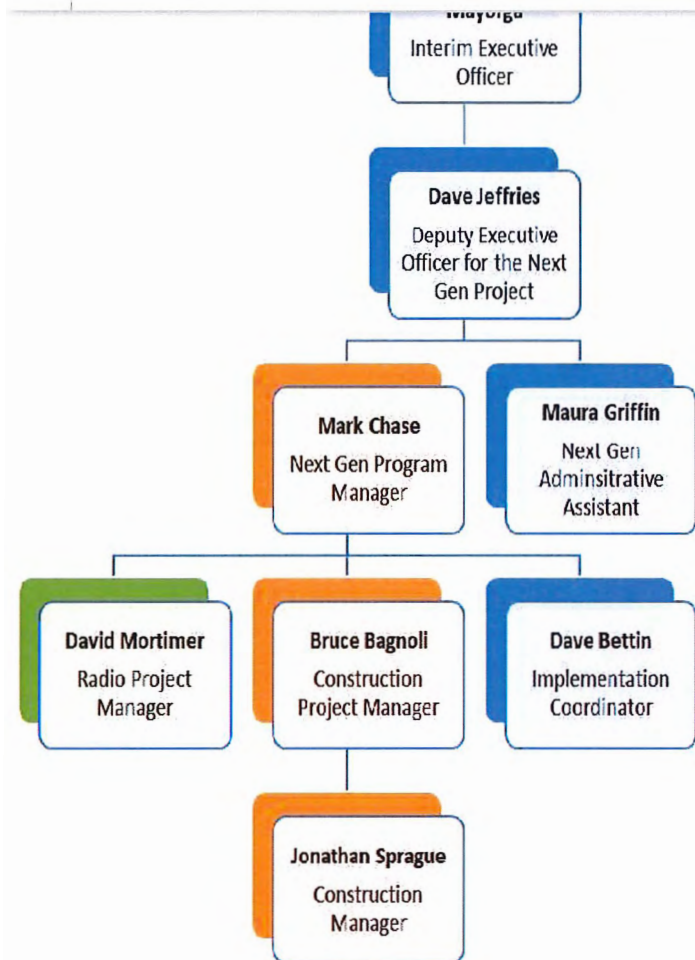 Mayorga
Interim Executive
Officer
Dave Jeffries
Deputy Executive
Officer for the Next
Gen Project
Mark Chase
Next Gen Program
Manager
Maura Griffin
Next Gen
Adminsitrative
Assistant
David Mortimer
Radio Project
Manager
Bruce Bagnoli
Construction
Project Manager
Dave Bettin
Implementation
Coordinator
Jonathan Sprague
Construction
Manager